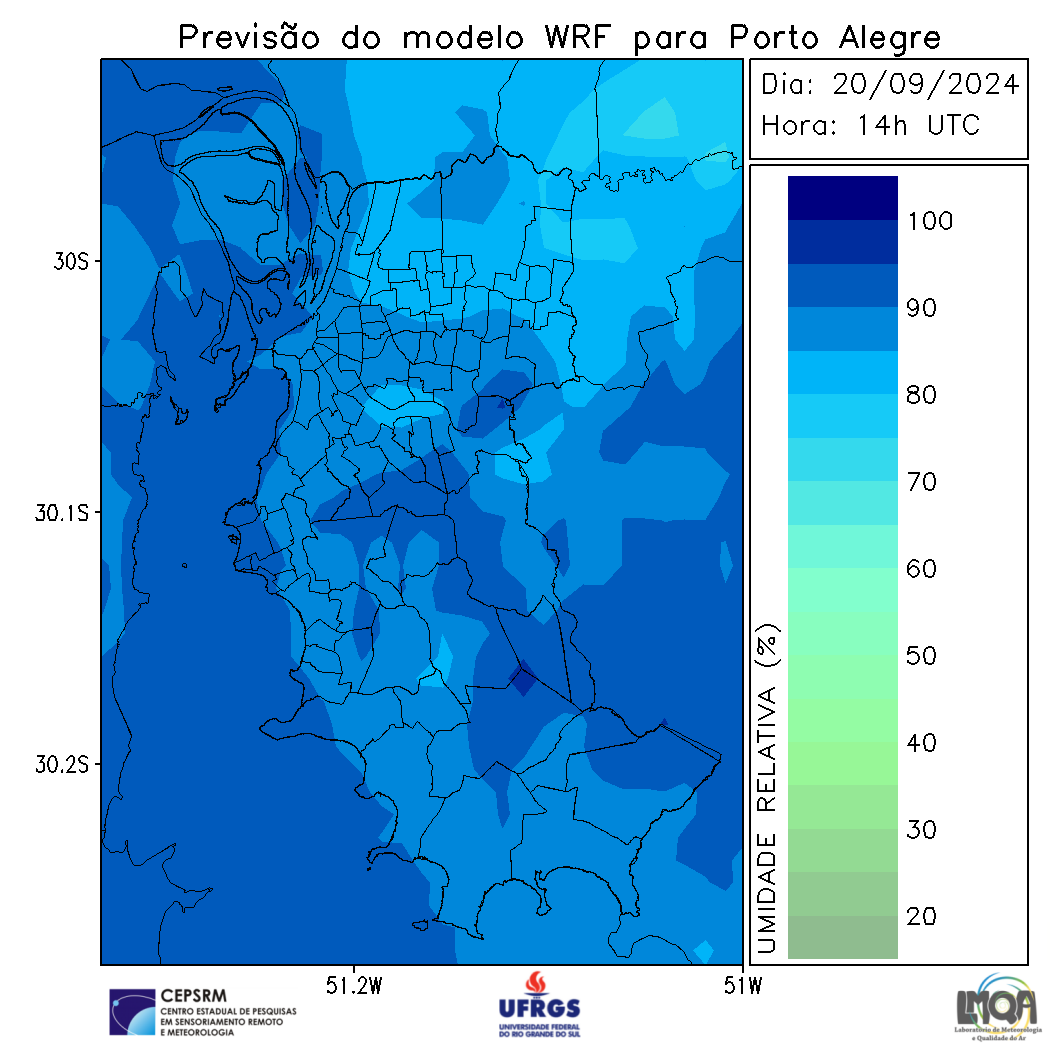 Previsão do modelo WRF para Porto Alegre
Dia: 20/09/2024
Hora: 14h UTC
30S
30.1S
30.2S
51.2W
51W
UMIDADE RELATIVA (%)
100
90
80
70
60
50
40
30
20
CEPSRM
CENTRO ESTADUAL DE PESQUISAS
EM SENSORIAMENTO REMOTO
E METEOROLOGIA
UFRGS
UNIVERSIDADE FEDERAL
DO RIO GRANDE DO SUL
LMQA
Laboratório de Meteorologia
e Qualidade do Ar